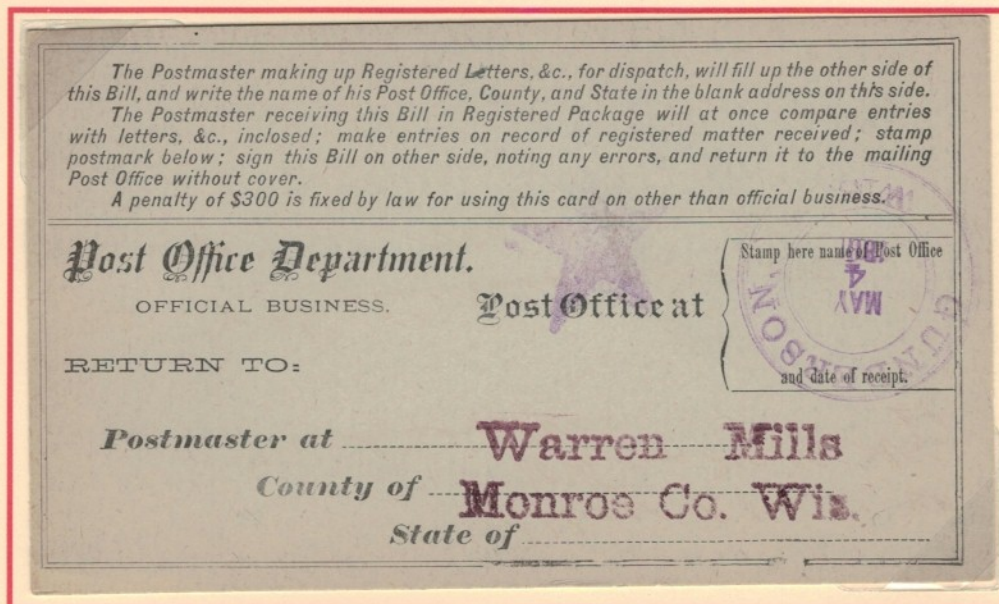 The Postmaster making up Registered Letters, &c., for dispatch, will fill up the other side of
this Bill, and write the name of his Post Office, County, and State in the blank address on this side.
The Postmaster receiving this Bill in Registered Package will at once compare entries
with letters, &c., inclosed; make entries on record of registered matter received; stamp
postmark below; sign this Bill on other side, noting any errors, and return it to the mailing
Post Office without cover.
A penalty of $300 is fixed by law for using this card on other than official business.
Post Office Department.
OFFICIAL BUSINESS.
Post Office at
Stamp here name of Post Office
and date of receipt.
GUNDERSON,
MAY
4
RETURN TO:
Postmaster at Warren Mills
County of Monroe Co. Wis.
State of